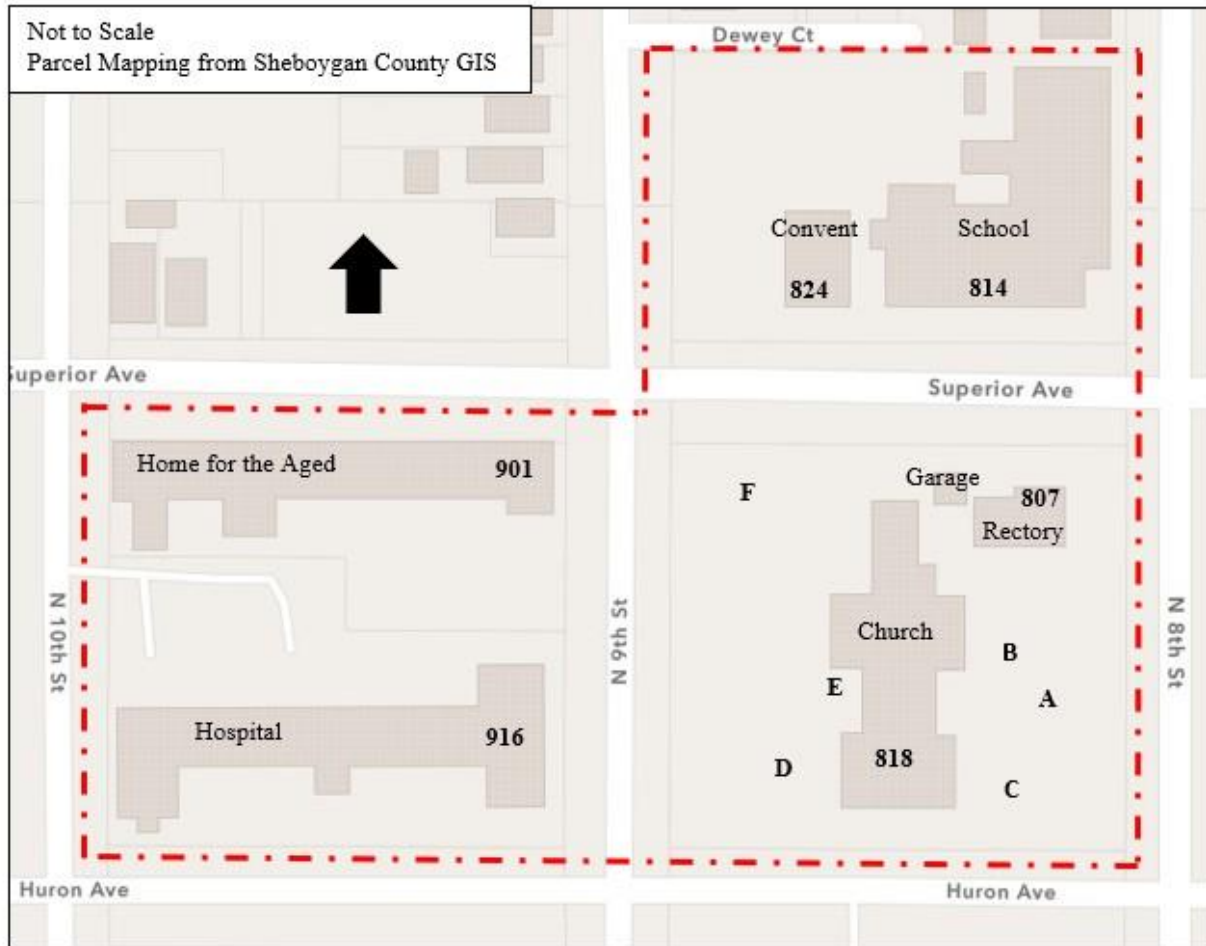 Not to Scale
Parcel Mapping from Sheboygan County GIS
Dewey Ct
Convent
824
School
814
Superior Ave
Superior Ave
Home for the Aged
901
F
Garage
807
Rectory
N 10th St
N 9th St
N 8th St
Church
B
E
A
Hospital
916
818
D
C
Huron Ave
Huron Ave